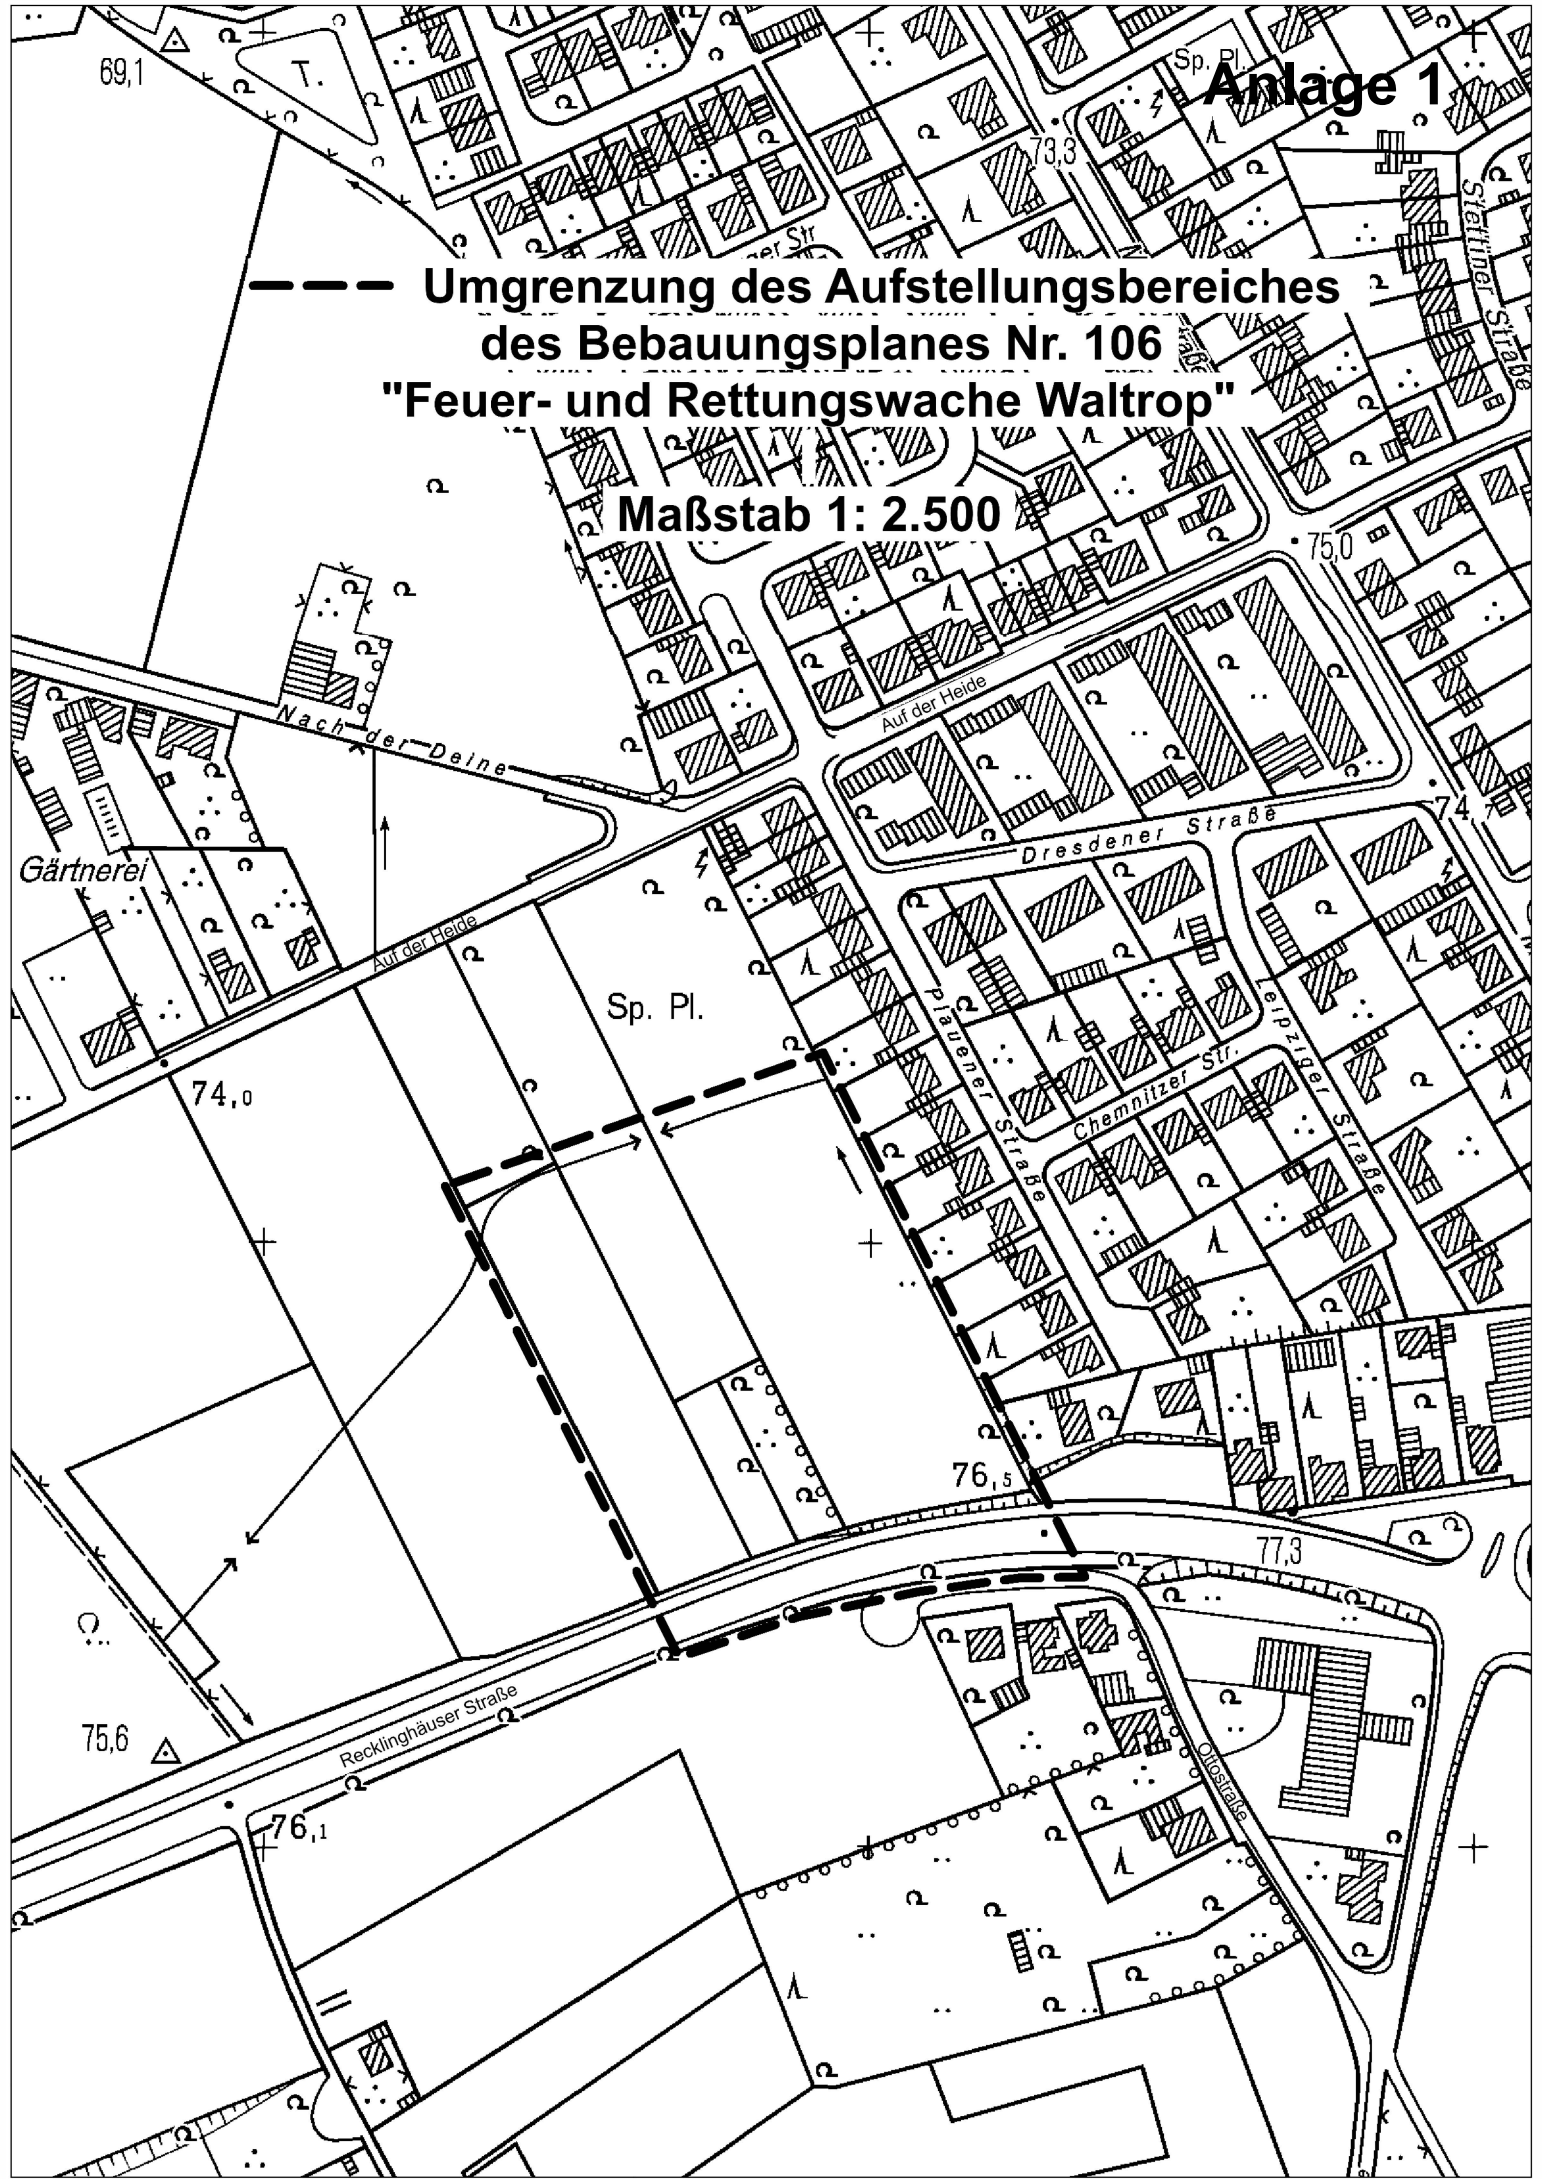 69,1
T.
Sp. Pl.
Anlage 1
73,3
Stettiner Straße
ger Str
Umgrenzung des Aufstellungsbereiches
des Bebauungsplanes Nr. 106
"Feuer- und Rettungswache Waltrop"
Maßstab 1: 2.500
raße
75,0
Auf der Heide
Nach der Deine
74,7
Dresdener Straße
Gärtnerei
Auf der Heide
Sp. Pl.
Plauener Straße
Leipziger Straße
Chemnitzer Str.
74,0
76,5
77,3
Recklinghäuser Straße
75,6
Ottostraße
76,1